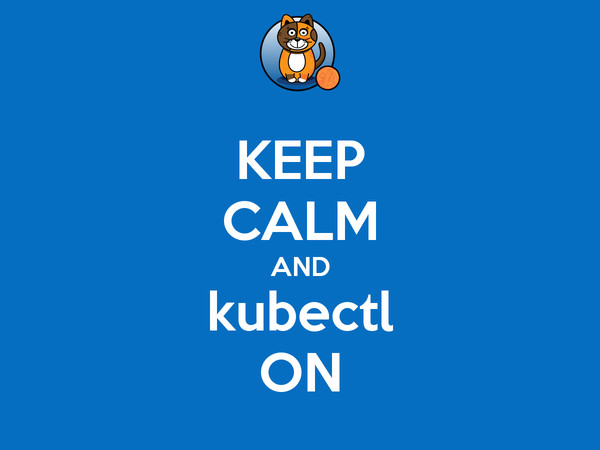 KEEP
CALM
AND
kubectl
ON